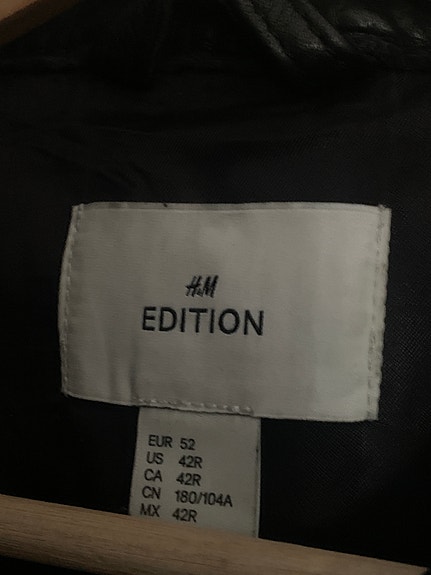 H&M
EDITION
EUR 52
US 42R
CA 42R
CN 180/104A
MX 42R